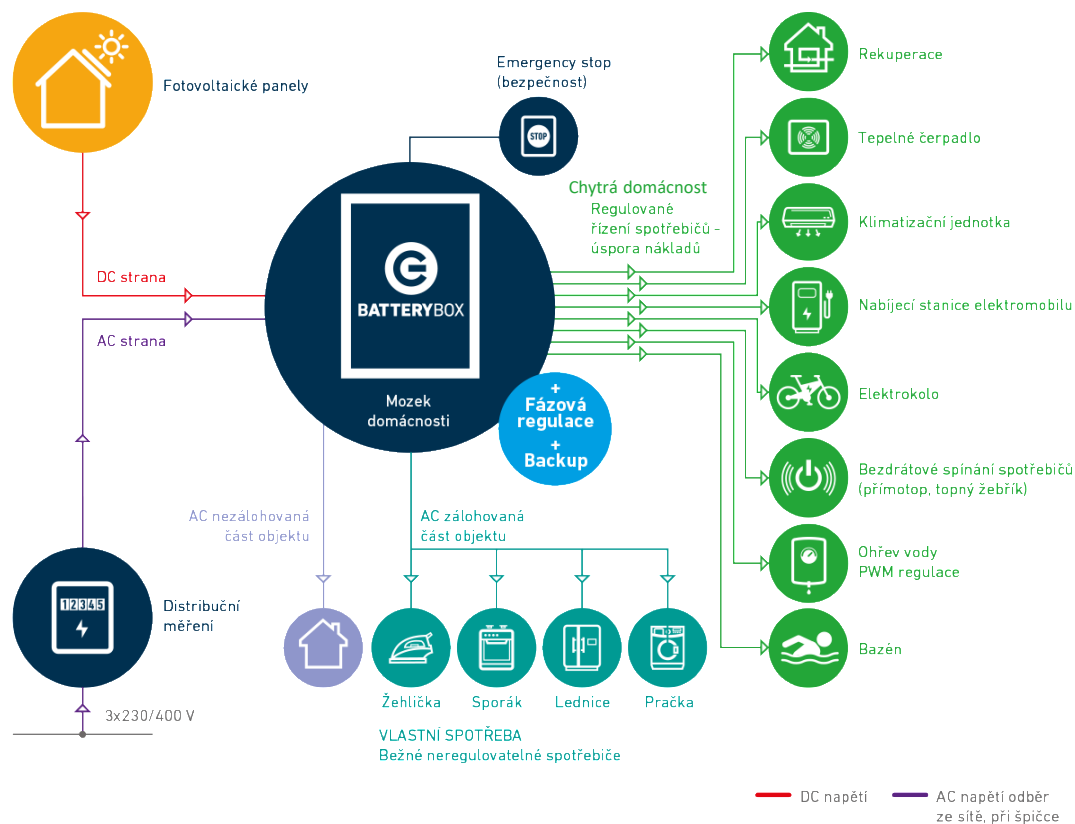 Fotovoltaické panely
Emergency stop
(bezpečnost)
STOP
Rekuperace
Tepelné čerpadlo
Chytrá domácnost
Regulované
řízení spotřebičů -
úspora nákladů
Klimatizační jednotka
DC strana
AC strana
BATTERYBOX
Mozek
domácnosti
+
Fázová
regulace
+
Backup
Nabíjecí stanice elektromobilu
Elektrokolo
Bezdrátové spínání spotřebičů
(přímotop, topný žebřík)
AC nezálohovaná
část objektu
AC zálohovaná
část objektu
Ohřev vody
PWM regulace
12345
Distribuční
měření
Bazén
Žehlička
Sporák
Lednice
Pračka
3x230/400 V
VLASTNÍ SPOTŘEBA
Bežné neregulovatelné spotřebiče
DC napětí
AC napětí odběr
ze sítě, při špičce